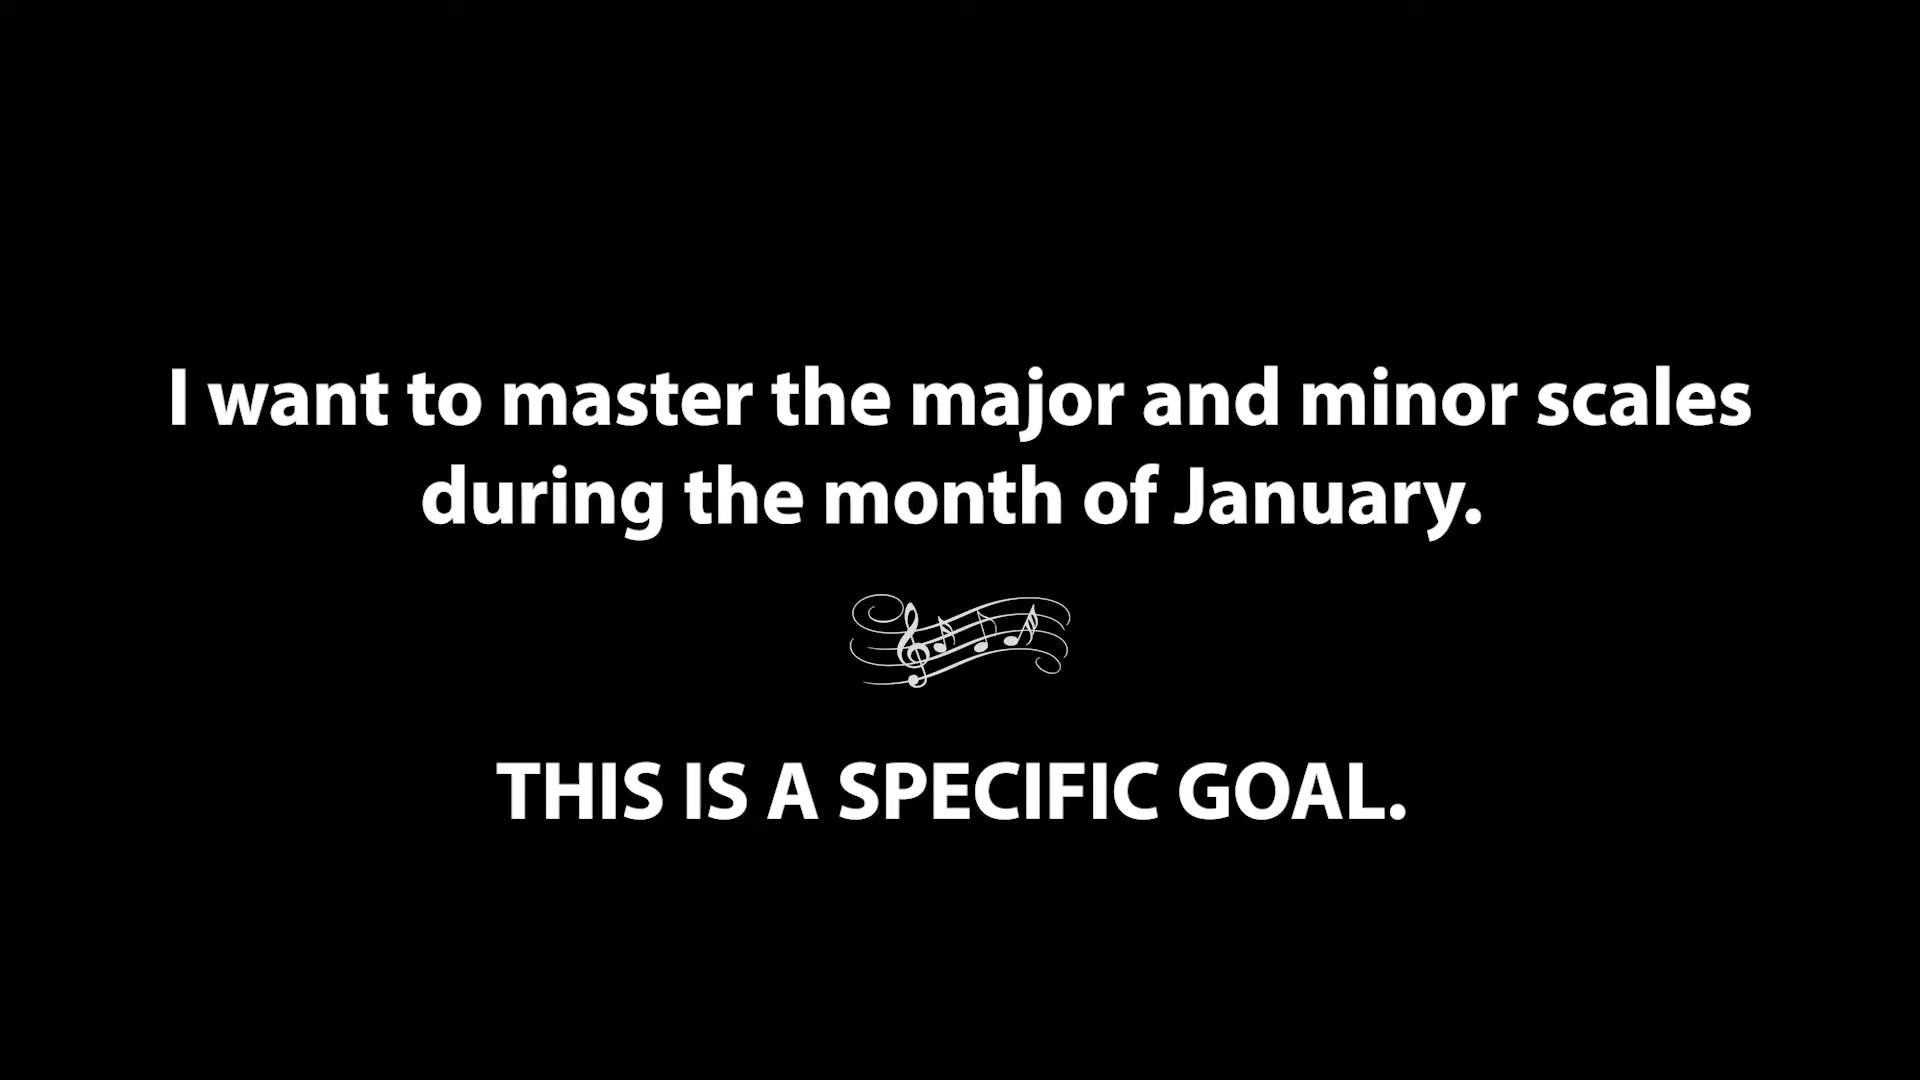 I want to master the major and minor scales
during the month of January.
THIS IS A SPECIFIC GOAL.